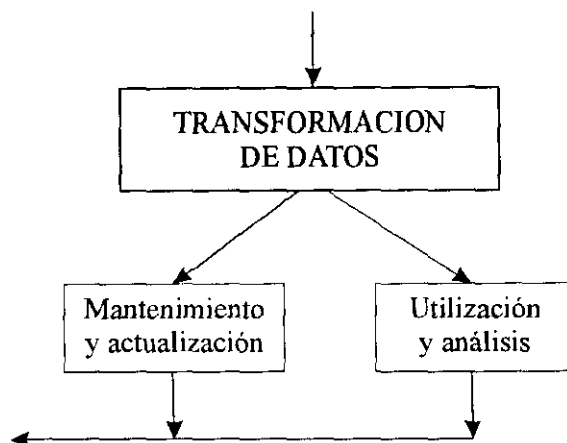 TRANSFORMACION
DE DATOS
Mantenimiento
y actualización
Utilización
y análisis